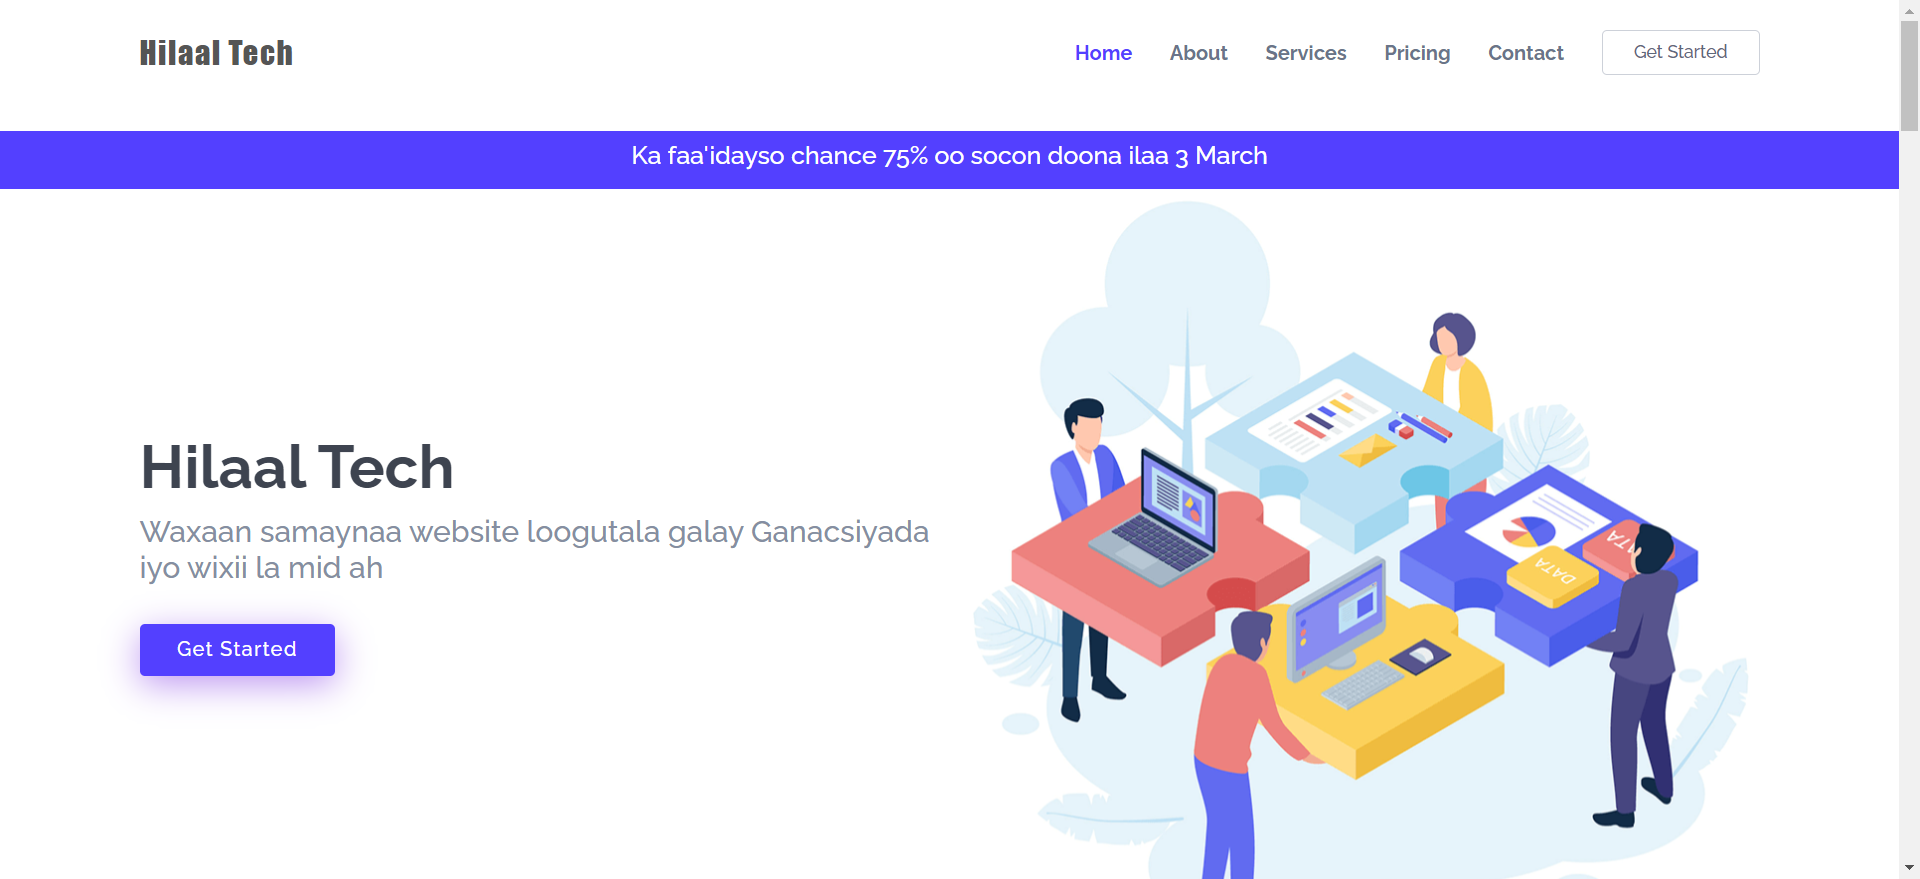 Hilaal Tech
Home About Services Pricing Contact Get Started
Ka faa'idayso chance 75% oo socon doona ilaa 3 March
Hilaal Tech
Waxaan samaynaa website loogutala galay Ganacsiyada
iyo wixii la mid ah
Get Started
DATA
DATA